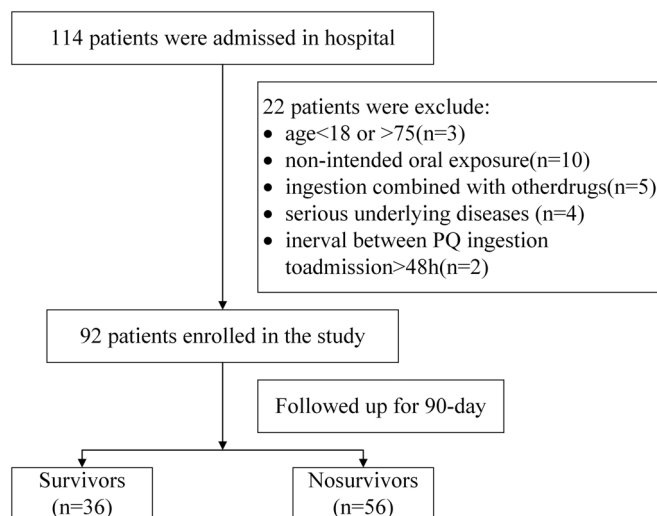 114 patients were admissed in hospital
22 patients were exclude:
• age<18 or >75(n=3)
• non-intended oral exposure(n=10)
• ingestion combined with otherdrugs(n=5)
• serious underlying diseases (n=4)
• inerval between PQ ingestion
toadmission>48h(n=2)
92 patients enrolled in the study
Followed up for 90-day
Survivors
(n=36)
Nosurvivors
(n=56)